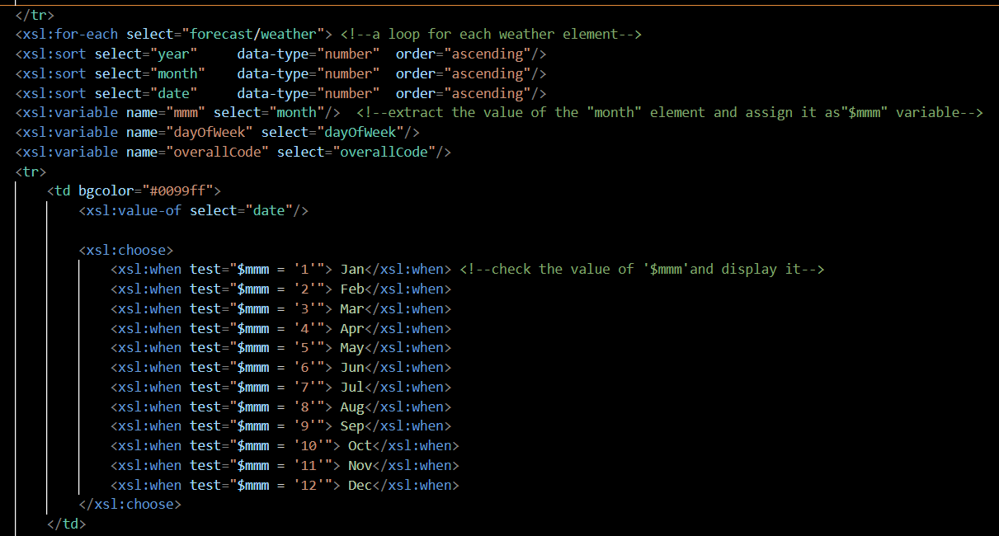 </tr>
<xsl:for-each select="forecast/weather"> <!--a loop for each weather element-->
<xsl:sort select="year"     data-type="number"  order="ascending"/>
<xsl:sort select="month"    data-type="number"  order="ascending"/>
<xsl:sort select="date"     data-type="number"  order="ascending"/>
<xsl:variable name="mmm" select="month"/>  <!--extract the value of the "month" element and assign it as"$mmm" variable-->
<xsl:variable name="dayOfWeek" select="dayOfWeek"/>
<xsl:variable name="overallCode" select="overallCode"/>
<tr>
    <td bgcolor="#0099ff">
        <xsl:value-of select="date"/>
        <xsl:choose>
            <xsl:when test="$mmm = '1'"> Jan</xsl:when> <!--check the value of '$mmm'and display it-->
            <xsl:when test="$mmm = '2'"> Feb</xsl:when>
            <xsl:when test="$mmm = '3'"> Mar</xsl:when>
            <xsl:when test="$mmm = '4'"> Apr</xsl:when>
            <xsl:when test="$mmm = '5'"> May</xsl:when>
            <xsl:when test="$mmm = '6'"> Jun</xsl:when>
            <xsl:when test="$mmm = '7'"> Jul</xsl:when>
            <xsl:when test="$mmm = '8'"> Aug</xsl:when>
            <xsl:when test="$mmm = '9'"> Sep</xsl:when>
            <xsl:when test="$mmm = '10'"> Oct</xsl:when>
            <xsl:when test="$mmm = '11'"> Nov</xsl:when>
            <xsl:when test="$mmm = '12'"> Dec</xsl:when>
        </xsl:choose>
    </td>